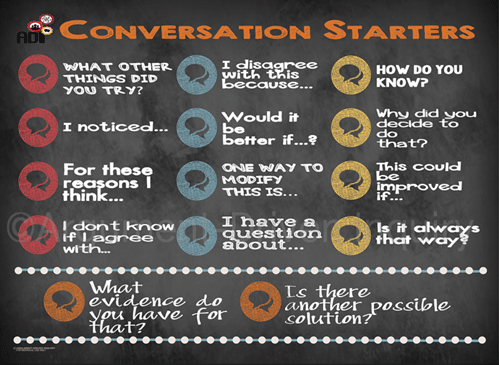 ADI
CONVERSATION STARTERS
WHAT OTHER
THINGS DID
YOU TRY?
I disagree
with this
because...
HOW DO YOU
KNOW?
I noticed...
Would it
be
better if...?
Why did you
decide to
do
that?
For these
reasons I
think...
ONE WAY TO
MODIFY
THIS IS...
This could
be
improved
if...
I don't know
if I agree
with...
I have a
question
about...
Is it always
that way?
What
evidence do
you have for
that?
Is there
another possible
solution?